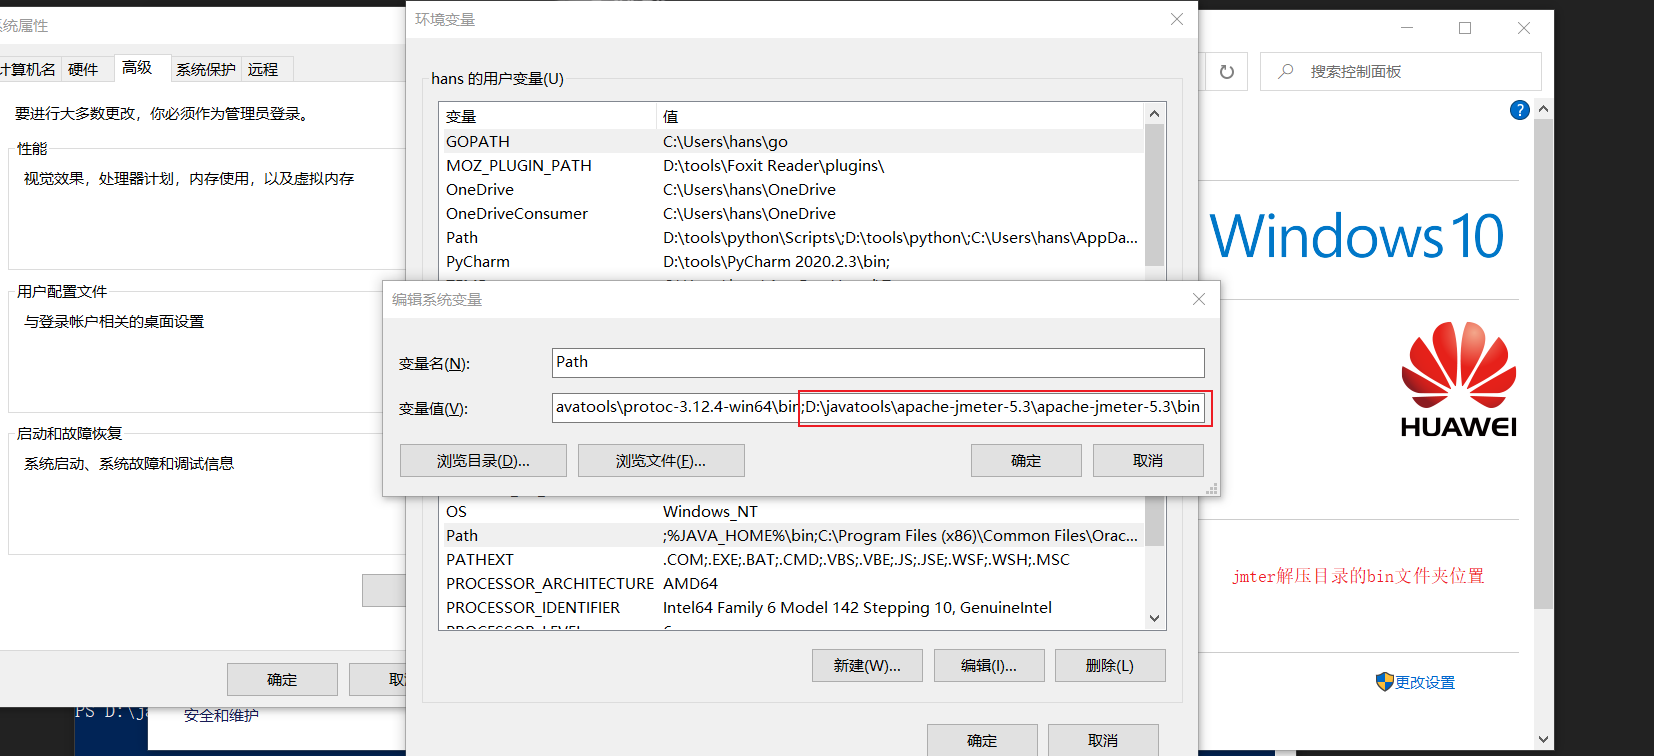 系统属性
计算机名 硬件 高级 系统保护 远程
要进行大多数更改，你必须作为管理员登录。
性能
视觉效果，处理器计划，内存使用，以及虚拟内存
用户配置文件
与登录帐户相关的桌面设置
启动和故障恢复
系统启动、系统故障和调试信息
确定
PS D:\j
安全和维护
环境变量
hans 的用户变量(U)
变量 值
GOPATH C:\Users\hans\go
MOZ_PLUGIN_PATH D:\tools\Foxit Reader\plugins\
OneDrive C:\Users\hans\OneDrive
OneDriveConsumer C:\Users\hans\OneDrive
Path D:\tools\python\Scripts\;D:\tools\python\;C:\Users\hans\AppDa...
PyCharm D:\tools\PyCharm 2020.2.3\bin;
编辑系统变量
变量名(N): Path
变量值(V): avatools\protoc-3.12.4-win64\bin;D:\javatools\apache-jmeter-5.3\apache-jmeter-5.3\bin
浏览目录(D)... 浏览文件(F)... 确定 取消
OS Windows_NT
Path ;%JAVA_HOME%\bin;C:\Program Files (x86)\Common Files\Orac...
PATHEXT .COM;.EXE;.BAT;.CMD;.VBS;.VBE;.JS;.JSE;.WSF;.WSH;.MSC
PROCESSOR_ARCHITECTURE AMD64
PROCESSOR_IDENTIFIER Intel64 Family 6 Model 142 Stepping 10, GenuineIntel
新建(W)... 编辑(I)... 删除(L)
确定 取消
搜索控制面板
?
Windows 10
HUAWEI
jmter解压目录的bin文件夹位置
更改设置